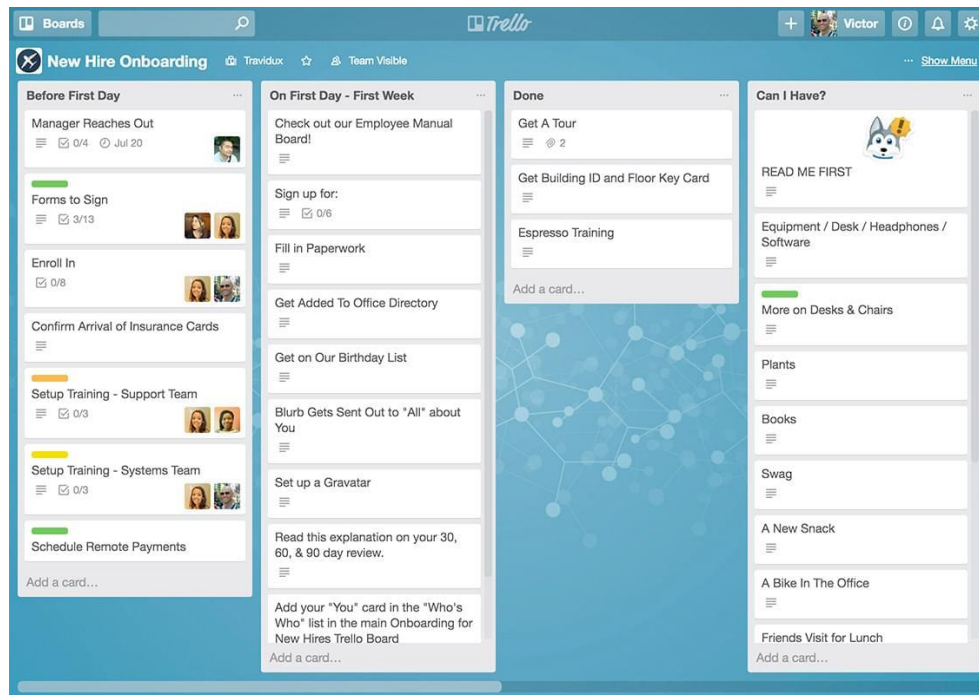 Boards
Trello
Victor
New Hire Onboarding
Travidux
Team Visible
... Show Menu
Before First Day
...
Manager Reaches Out
0/4
Jul 20
Forms to Sign
3/13
Enroll In
0/8
Confirm Arrival of Insurance Cards
Setup Training - Support Team
0/3
Setup Training - Systems Team
0/3
Schedule Remote Payments
Add a card...
On First Day - First Week
Check out our Employee Manual
Board!
Sign up for:
0/6
Fill in Paperwork
Get Added To Office Directory
Get on Our Birthday List
Blurb Gets Sent Out to "All" about
You
Set up a Gravatar
Read this explanation on your 30,
60, & 90 day review.
Add your "You" card in the "Who's
Who" list in the main Onboarding for
New Hires Trello Board
Add a card...
Done
...
Get A Tour
2
Get Building ID and Floor Key Card
Espresso Training
Add a card...
Can I Have?
...
READ ME FIRST
Equipment / Desk / Headphones /
Software
More on Desks & Chairs
Plants
Books
Swag
A New Snack
A Bike In The Office
Friends Visit for Lunch
Add a card...